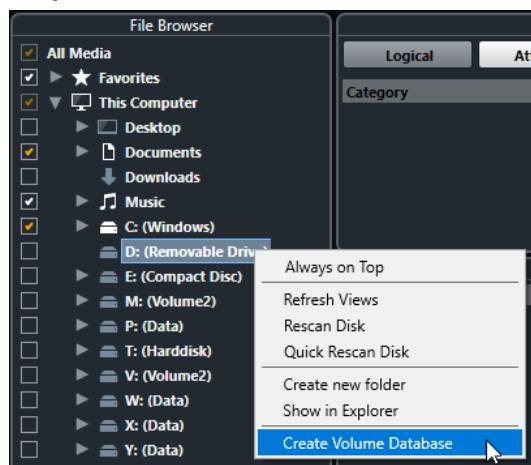 File Browser
All Media
Favorites
This Computer
Desktop
Documents
Downloads
Music
C: (Windows)
D: (Removable Drive)
E: (Compact Disc)
M: (Volume2)
P: (Data)
T: (Harddisk)
V: (Volume2)
W: (Data)
X: (Data)
Y: (Data)
Logical
Category
Always on Top
Refresh Views
Rescan Disk
Quick Rescan Disk
Create new folder
Show in Explorer
Create Volume Database